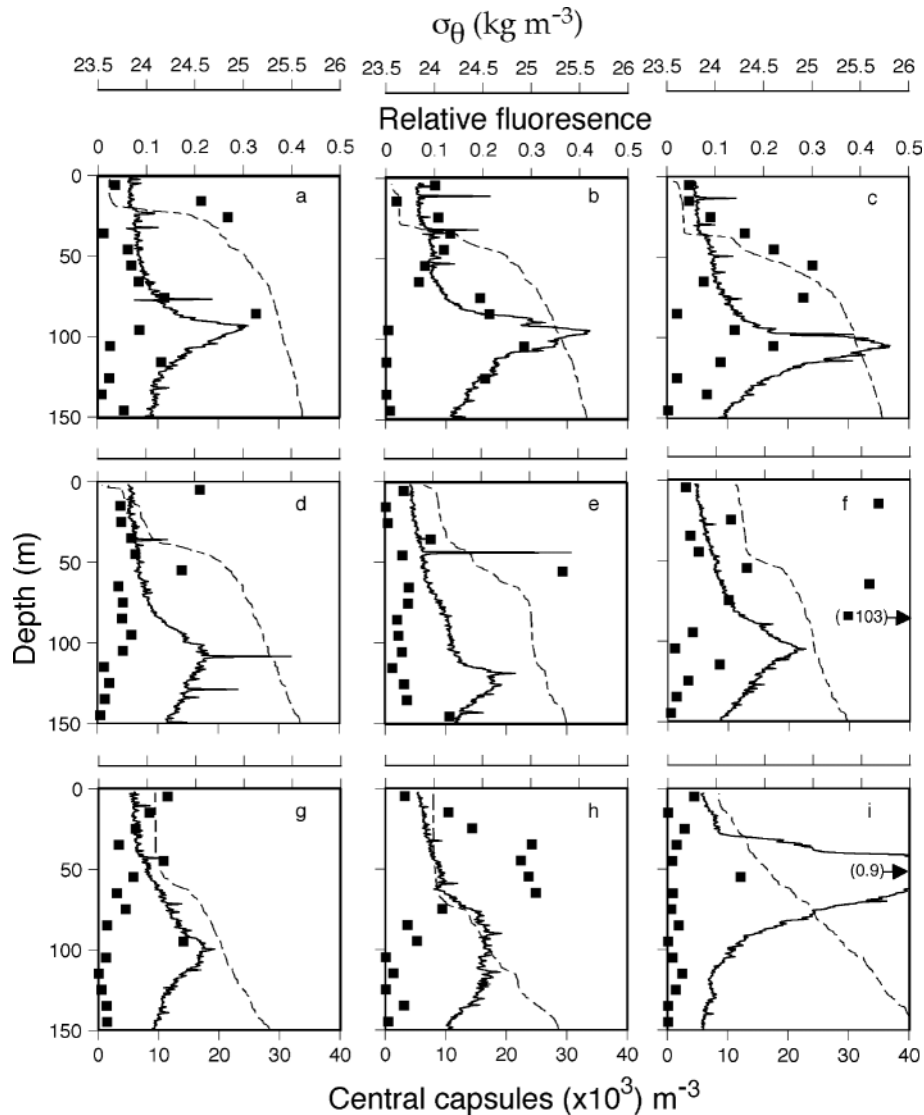 σθ (kg m-3)
23.5 24 24.5 25 25.5 26 23.5 24 24.5 25 25.5 26 23.5 24 24.5 25 25.5 26
Relative fluoresence
0 0.1 0.2 0.3 0.4 0.5 0 0.1 0.2 0.3 0.4 0 0.1 0.2 0.3 0.4 0.5
0 a b c
50
100
150
0 d e f
50
(103)
100
150
Depth (m)
0 g h i
50 (0.9)
100
150
0 10 20 30 40 0 10 20 30 40 0 10 20 30 40
Central capsules (x10³) m-³